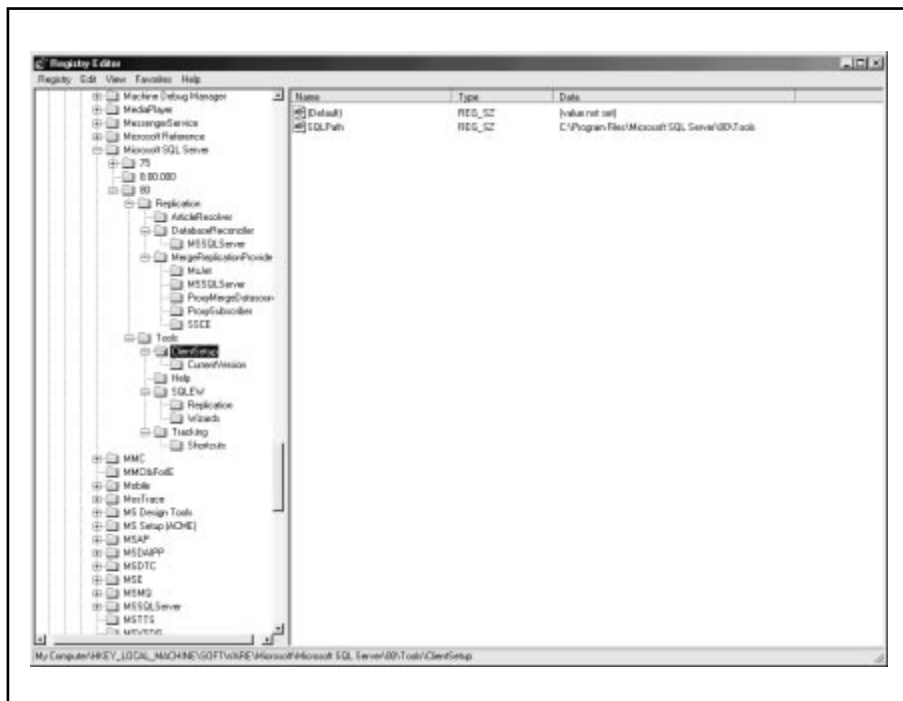 Registry Editor
Registry Edit View Favorites Help
Machine Debug Manager
MediaPlayer
MessengerService
Microsoft Reference
Microsoft SQL Server
75
8.00.000
80
Replication
ArticleResolver
DatabaseReconciler
MSSQLServer
MergeReplicationProvide
MsJet
MSSQLServer
ProxyMergeDatasour
ProxySubscriber
SSCE
Tools
ClientSetup
CurrentVersion
Help
SQLEW
Replication
Wizards
Tracking
Shortcuts
MMC
MMCtlsForIE
Mobile
MosTrace
MS Design Tools
MS Setup (ACME)
MSAP
MSDAIPP
MSDTC
MSE
MSMQ
MSSQLServer
MSTTS
MSVSDG
Name Type Data
(Default) REG_SZ (value not set)
SQLPath REG_SZ C:\Program Files\Microsoft SQL Server\80\Tools
My Computer\HKEY_LOCAL_MACHINE\SOFTWARE\Microsoft\Microsoft SQL Server\80\Tools\ClientSetup